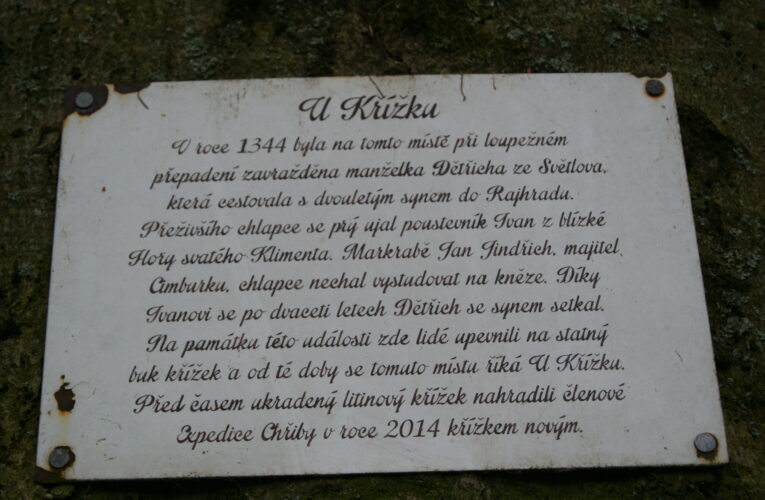 U Křížku
V roce 1344 byla na tomto místě při loupežném
přepadení zavražděna manželka Dětřicha ze Světlova,
která cestovala s dvouletým synem do Rajhradu.
Přeživšího chlapce se prý ujal poustevník Ivan z blízké
Hory svatého Klimenta. Markrabě Jan Jindřich, majitel
Cimburku, chlapce nechal vystudovat na kněze. Díky
Ivanovi se po dvaceti letech Dětřich se synem setkal.
Na památku této události zde lidé upevnili na statný
buk křížek a od té doby se tomuto místu říká U Křížku.
Před časem ukradený litinový křížek nahradili členové
Expedice Chřiby v roce 2014 křížkem novým.